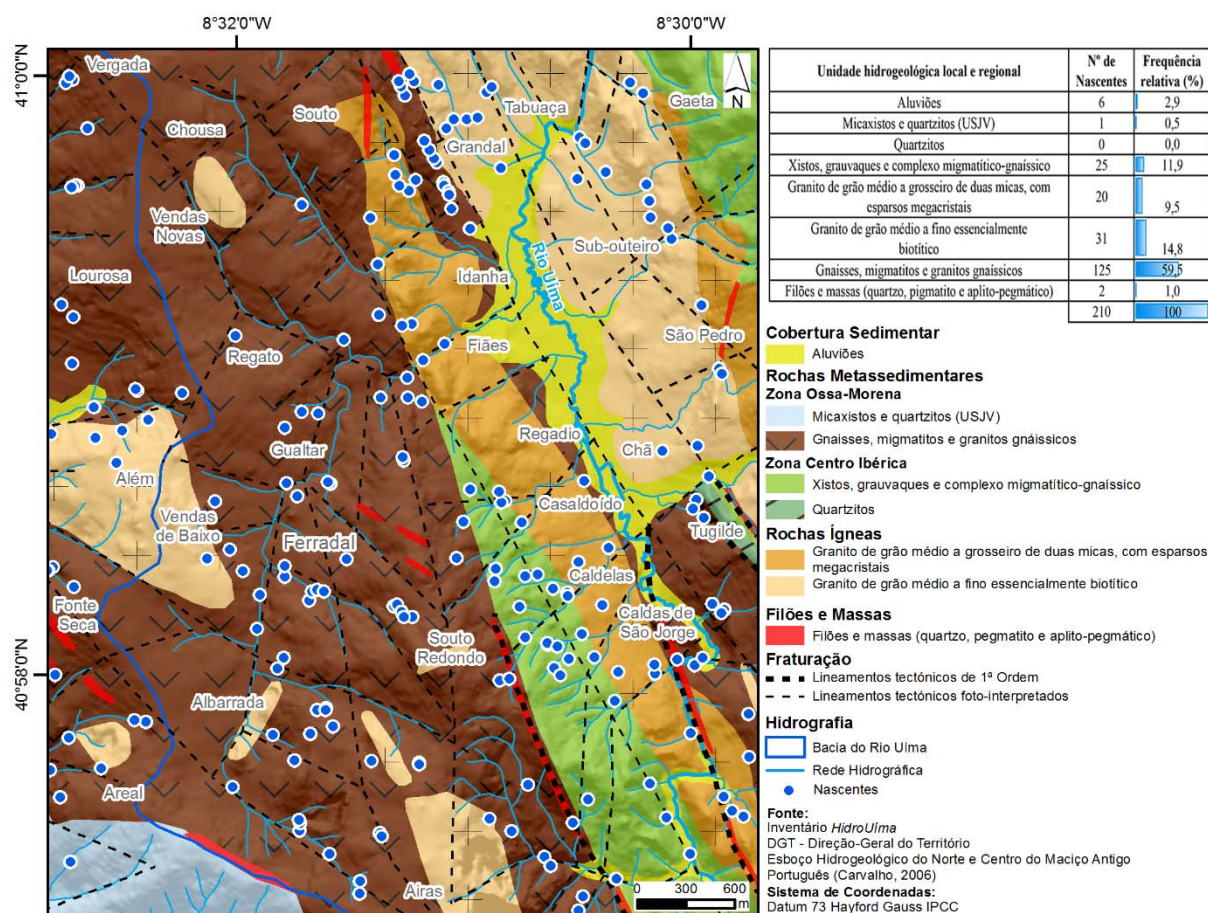 8°32'0"W
8°30'0"W
41°0'0"N
40°58'0"N
Vergada
Chousa
Souto
Tabuaça
Gaeta
Grandal
Vendas
Novas
Sub-outeiro
Lourosa
Idanha
Rio Uíma
São Pedro
Regato
Fiães
Regadio
Chã
Gualtar
Além
Vendas
de Baixo
Casaldoído
Tugilde
Ferradal
Caldelas
Fonte
Seca
Caldas de
São Jorge
Souto
Redondo
Albarrada
Areal
Airas
N
0 300 600
m
Unidade hidrogeológica local e regional
Nº de
Nascentes
Frequência
relativa (%)
Aluviões 6 2,9
Micaxistos e quartzitos (USJV) 1 0,5
Quartzitos 0 0,0
Xistos, grauvaques e complexo migmatítico-gnaíssico 25 11,9
Granito de grão médio a grosseiro de duas micas, com
esparsos megacristais 20 9,5
Granito de grão médio a fino essencialmente
biotítico 31 14,8
Gnaisses, migmatitos e granitos gnaíssicos 125 59,5
Filões e massas (quartzo, pigmatito e aplito-pegmático) 2 1,0
210 100
Cobertura Sedimentar
Aluviões
Rochas Metassedimentares
Zona Ossa-Morena
Micaxistos e quartzitos (USJV)
Gnaisses, migmatitos e granitos gnáissicos
Zona Centro Ibérica
Xistos, grauvaques e complexo migmatítico-gnaíssico
Quartzitos
Rochas Ígneas
Granito de grão médio a grosseiro de duas micas, com esparsos
megacristais
Granito de grão médio a fino essencialmente biotítico
Filões e Massas
Filões e massas (quartzo, pegmatito e aplito-pegmático)
Fraturação
Lineamentos tectónicos de 1ª Ordem
Lineamentos tectónicos foto-interpretados
Hidrografia
Bacia do Rio Uíma
Rede Hidrográfica
Nascentes
Fonte:
Inventário HidroUíma
DGT - Direção-Geral do Território
Esboço Hidrogeológico do Norte e Centro do Maciço Antigo
Português (Carvalho, 2006)
Sistema de Coordenadas:
Datum 73 Hayford Gauss IPCC